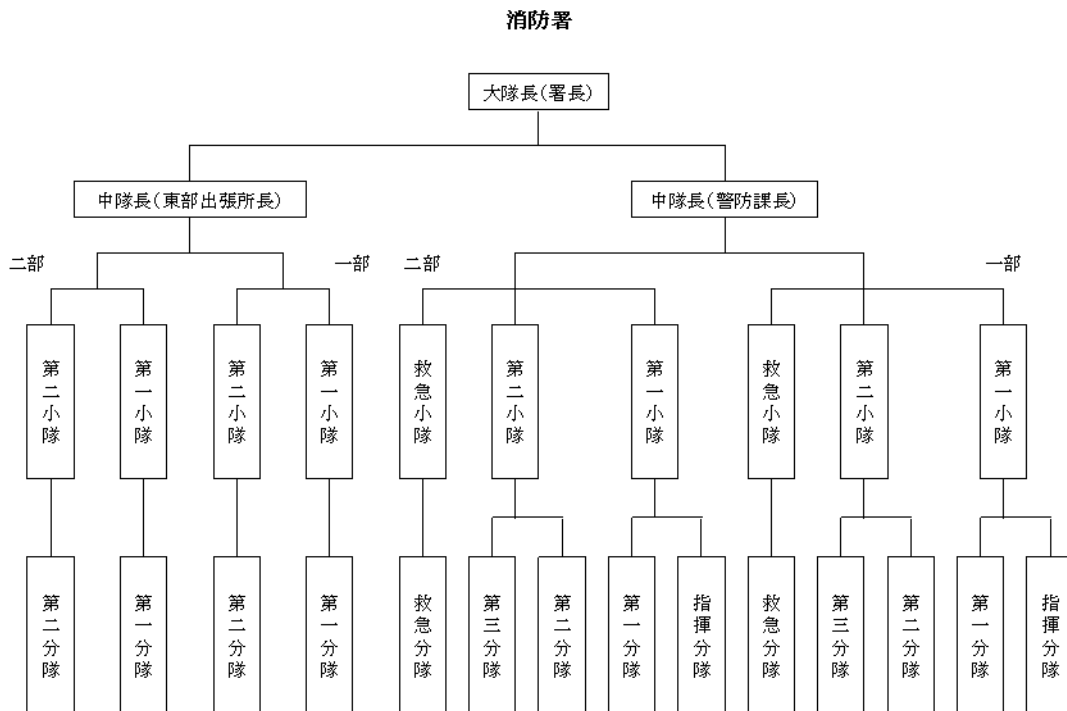 消防署
大隊長(署長)
中隊長(東部出張所長)
中隊長(警防課長)
二部
一部
二部
一部
第二小隊
第一小隊
第二小隊
第一小隊
救急小隊
第二小隊
第一小隊
救急小隊
第二小隊
第一小隊
第二分隊
第一分隊
第二分隊
第一分隊
救急分隊
第三分隊
第二分隊
第一分隊
指揮分隊
救急分隊
第三分隊
第二分隊
第一分隊
指揮分隊